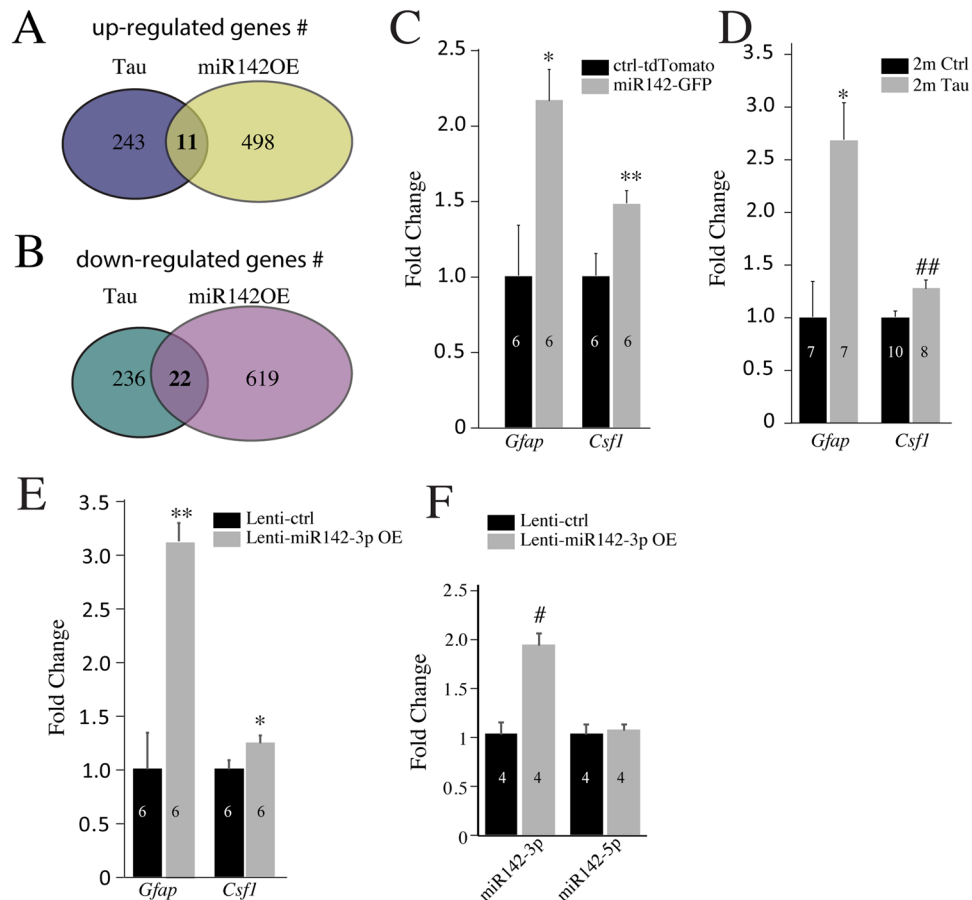 A
up-regulated genes #
Tau miR142OE
243 11 498
B
down-regulated genes #
Tau miR142OE
236 22 619
C
ctrl-tdTomato
miR142-GFP
Fold Change
2.5
2.0
1.5
1.0
0.5
0
*
**
6 6 6 6
Gfap Csf1
D
2m Ctrl
2m Tau
Fold Change
3.5
3.0
2.5
2.0
1.5
1.0
0.5
0
*
##
7 7 10 8
Gfap Csf1
E
Lenti-ctrl
Lenti-miR142-3p OE
Fold Change
3.5
3.0
2.5
2.0
1.5
1.0
0.5
0
**
*
6 6 6 6
Gfap Csf1
F
Lenti-ctrl
Lenti-miR142-3p OE
Fold Change
2.5
2.0
1
0.5
0
#
4 4 4 4
miR142-3p miR142-5p